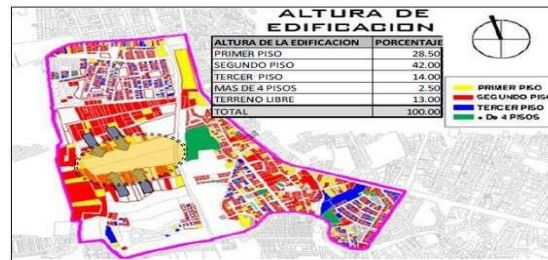 ALTURA DE
EDIFICACION
ALTURA DE LA EDIFICACION PORCENTAJE
PRIMER PISO 28.50
SEGUNDO PISO 42.00
TERCER PISO 14.00
MAS DE 4 PISOS 2.50
TERRENO LIBRE 13.00
TOTAL 100.00
PRIMER PISO
SEGUNDO PISO
TERCER PISO
+ De 4 PISOS